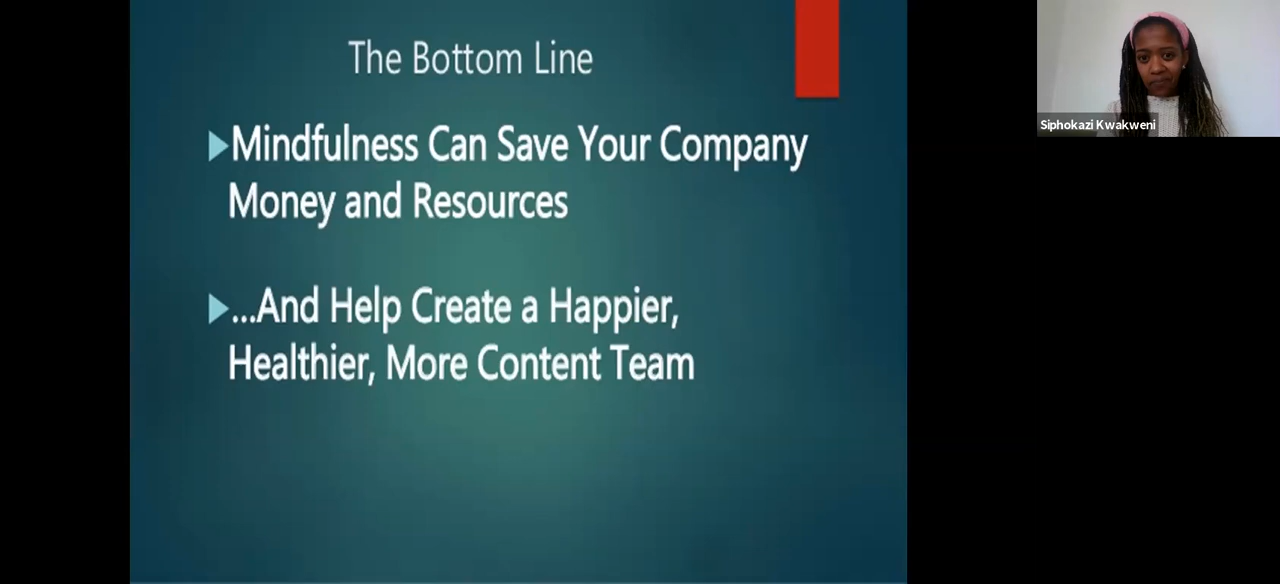 The Bottom Line
Mindfulness Can Save Your Company
Money and Resources
...And Help Create a Happier,
Healthier, More Content Team
Siphokazi Kwakweni